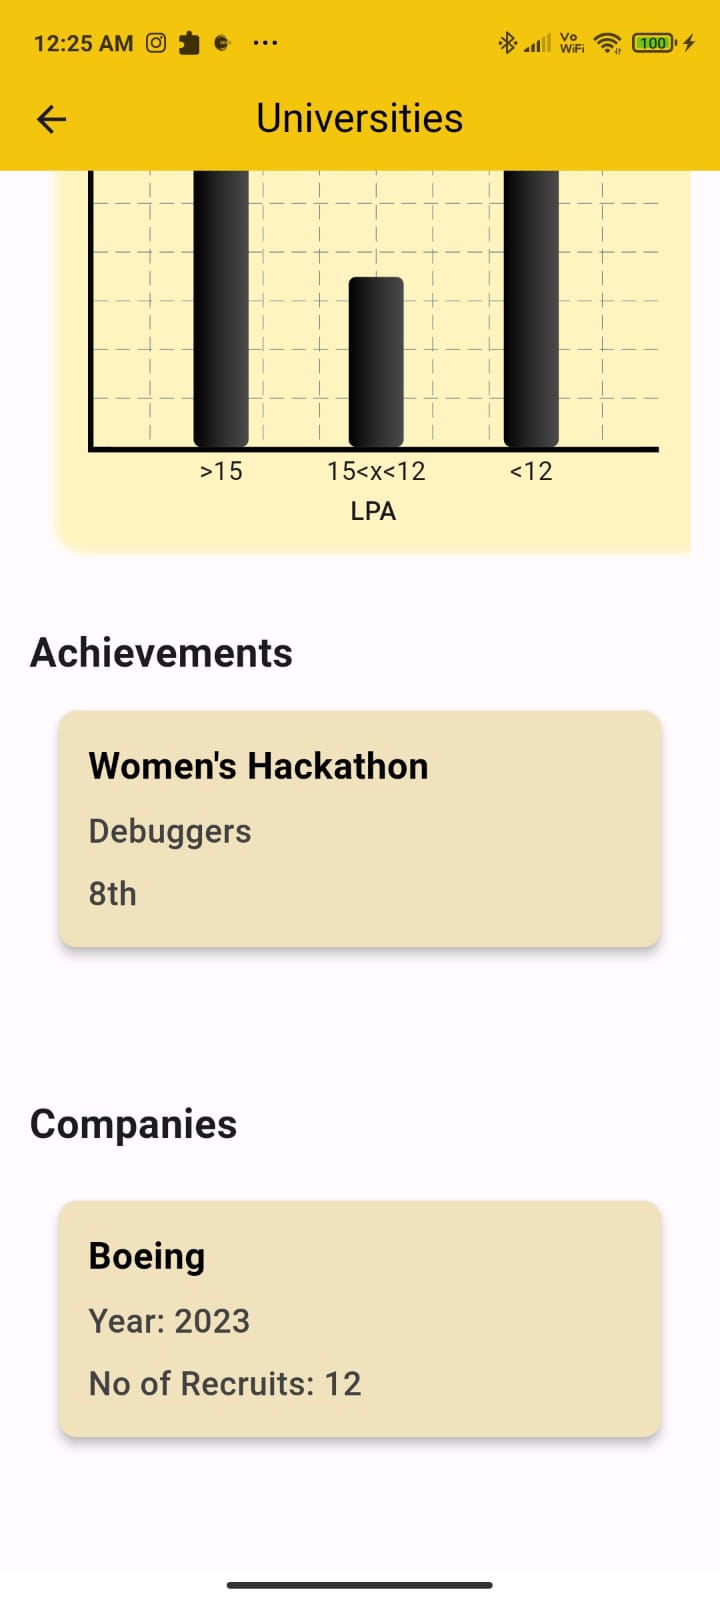 12:25 AM
Vo
WiFi
100
Universities
>15
15<x<12
<12
LPA
Achievements
Women's Hackathon
Debuggers
8th
Companies
Boeing
Year: 2023
No of Recruits: 12